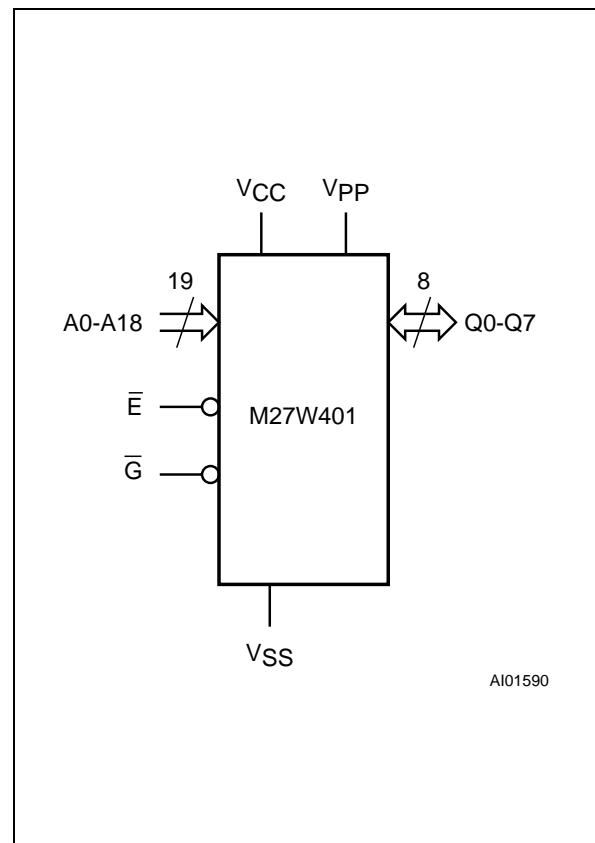 VCC VPP
19 8
A0-A18 Q0-Q7
E̅
M27W401
G̅
VSS
AI01590